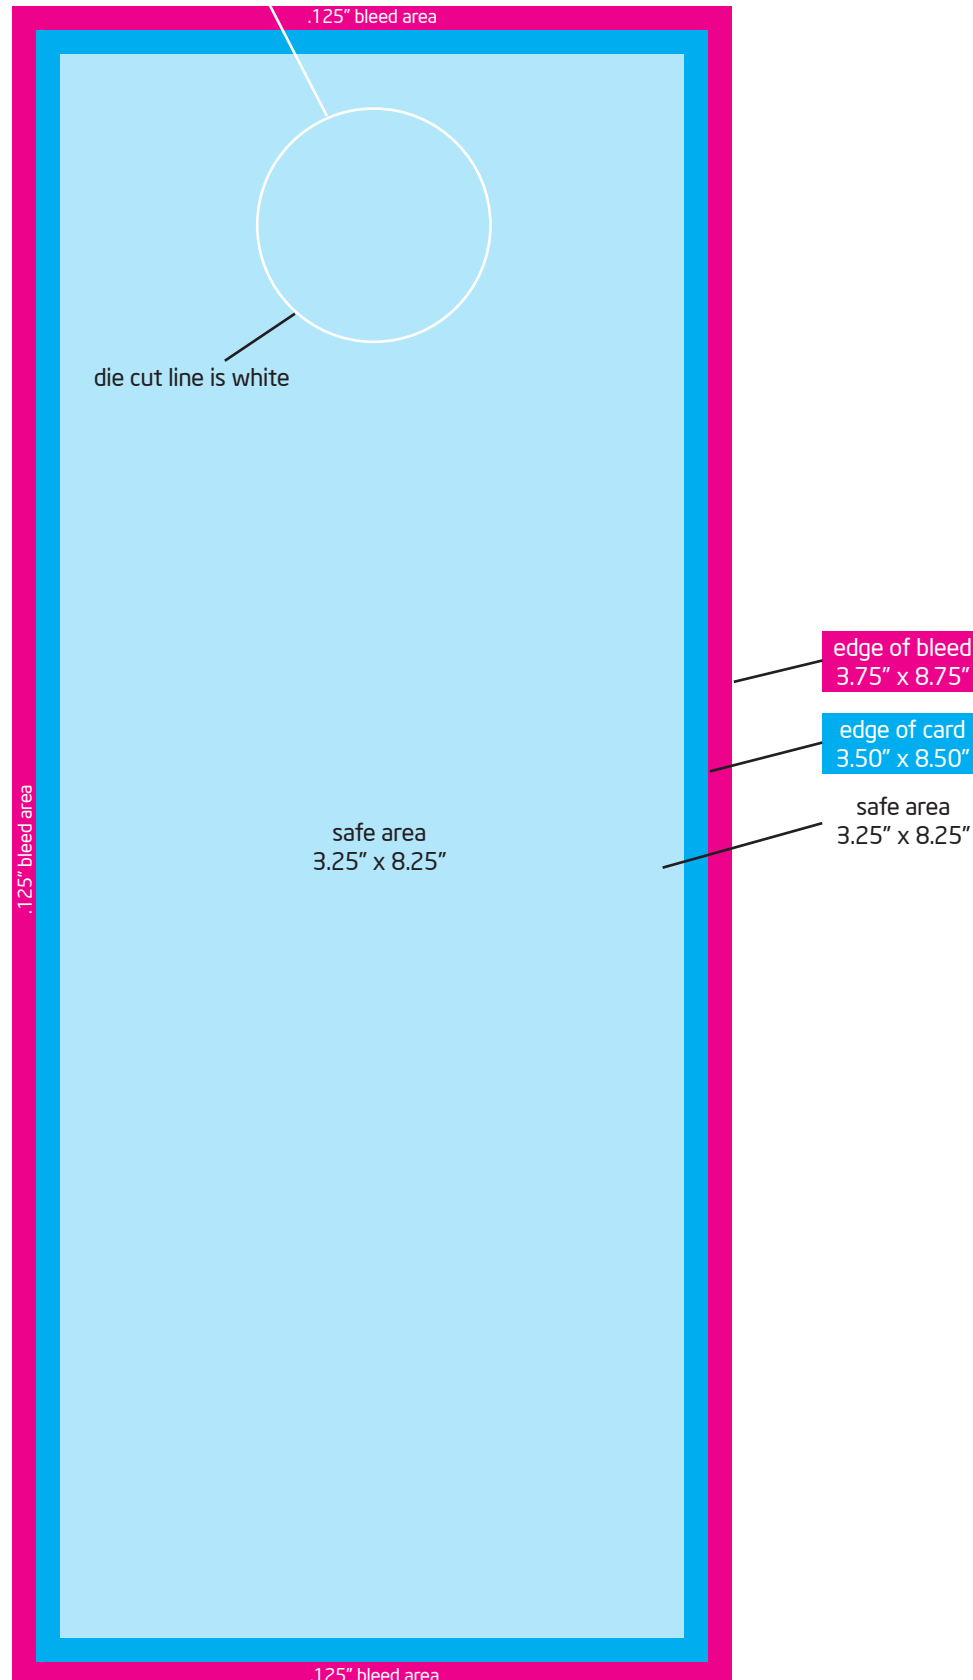 .125" bleed area
die cut line is white
edge of bleed
3.75" x 8.75"
edge of card
3.50" x 8.50"
safe area
3.25" x 8.25"
safe area
3.25" x 8.25"
.125" bleed area
.125" bleed area